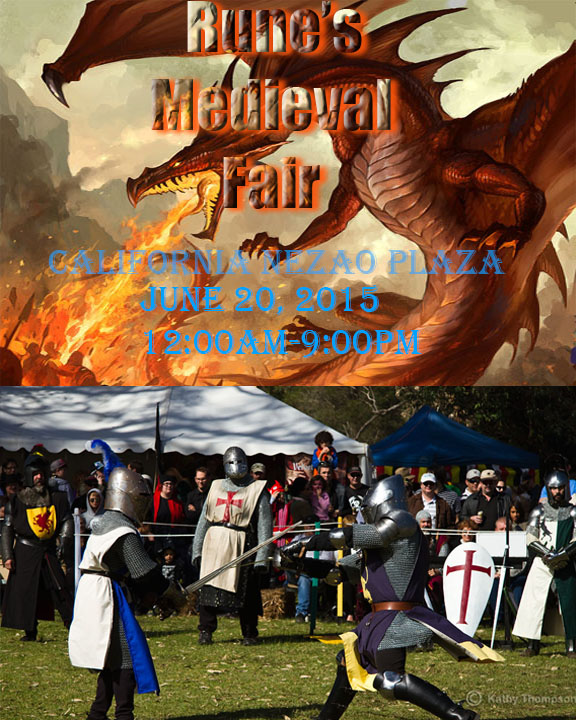 Rune's
Medieval
Fair
CALIFORNIA NEZAO PLAZA
JUNE 20, 2015
12:00AM-9:00PM
© Kathy Thompson